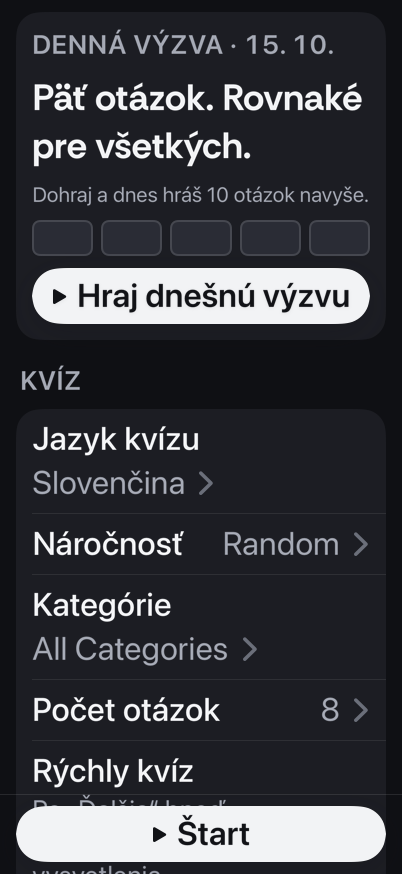 DENNÁ VÝZVA · 15. 10.
Päť otázok. Rovnaké
pre všetkých.
Dohraj a dnes hráš 10 otázok navyše.
Hraj dnešnú výzvu
KVÍZ
Jazyk kvízu
Slovenčina
Náročnosť Random
Kategórie
All Categories
Počet otázok 8
Rýchly kvíz
Štart